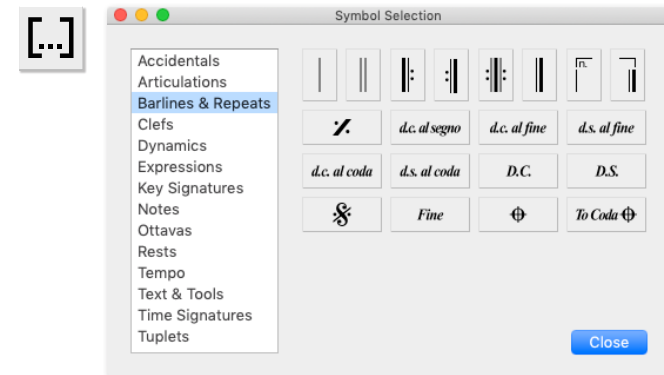 [...]
Symbol Selection
Accidentals
Articulations
Barlines & Repeats
Clefs
Dynamics
Expressions
Key Signatures
Notes
Ottavas
Rests
Tempo
Text & Tools
Time Signatures
Tuplets
n.
d.c. al segno d.c. al fine d.s. al fine
d.c. al coda d.s. al coda D.C. D.S.
Fine To Coda
Close